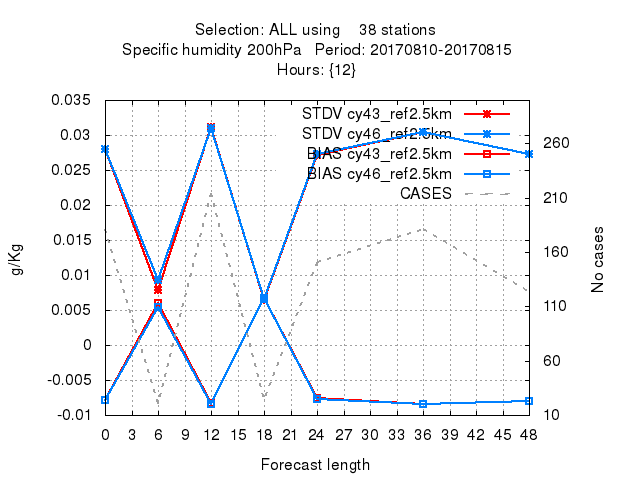 Selection: ALL using    38 stations
Specific humidity 200hPa   Period: 20170810-20170815
Hours: {12}
STDV cy43_ref2.5km
STDV cy46_ref2.5km
BIAS cy43_ref2.5km
BIAS cy46_ref2.5km
CASES
0.035
0.03
0.025
0.02
0.015
0.01
0.005
0
-0.005
-0.01
g/Kg
260
210
160
110
60
10
No cases
0 3 6 9 12 15 18 21 24 27 30 33 36 39 42 45 48
Forecast length